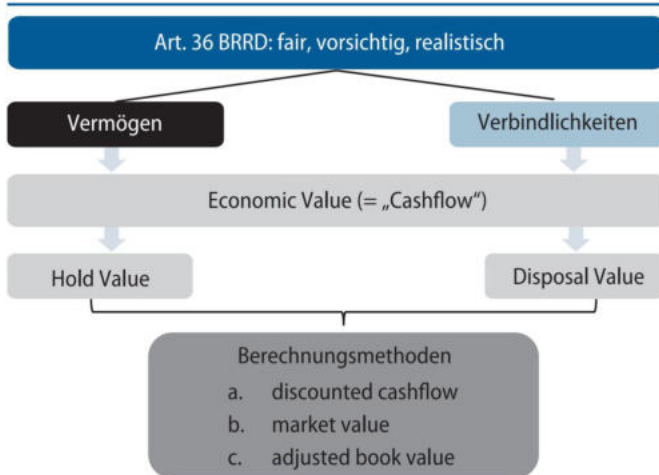 Art. 36 BRRD: fair, vorsichtig, realistisch
Vermögen
Verbindlichkeiten
Economic Value (= „Cashflow“)
Hold Value
Disposal Value
Berechnungsmethoden
a. discounted cashflow
b. market value
c. adjusted book value